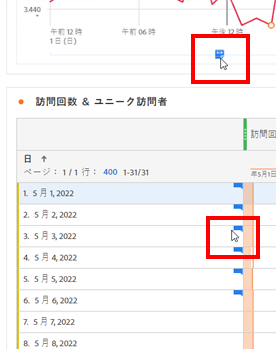 3,440
午前 12 時
1 日 (日)
午前 06 時
午後 12 時
訪問回数 & ユニーク訪問者
訪問回
日 ↑
ページ： 1 / 1 行： 400 1-31/31
年5月1日
1. 5 月 1, 2022
2. 5 月 2, 2022
3. 5 月 3, 2022
4. 5 月 4, 2022
5. 5 月 5, 2022
6. 5 月 6, 2022
7. 5 月 7, 2022
8. 5 月 8, 2022